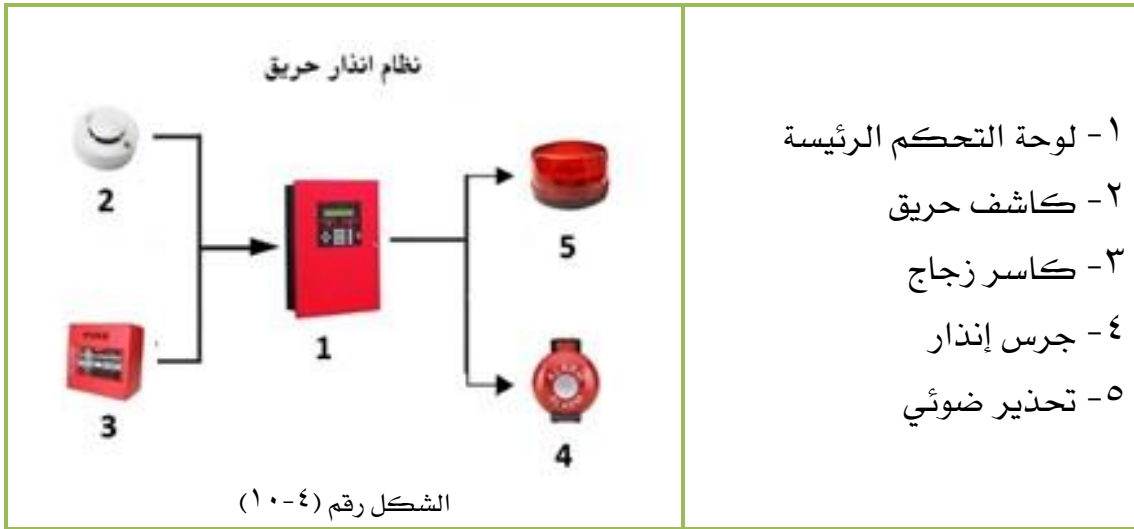 نظام انذار حريق
2
5
1
3
4
الشكل رقم (٤-١٠)
١- لوحة التحكم الرئيسة
٢- كاشف حريق
٣- كاسر زجاج
٤- جرس إنذار
٥- تحذير ضوئي